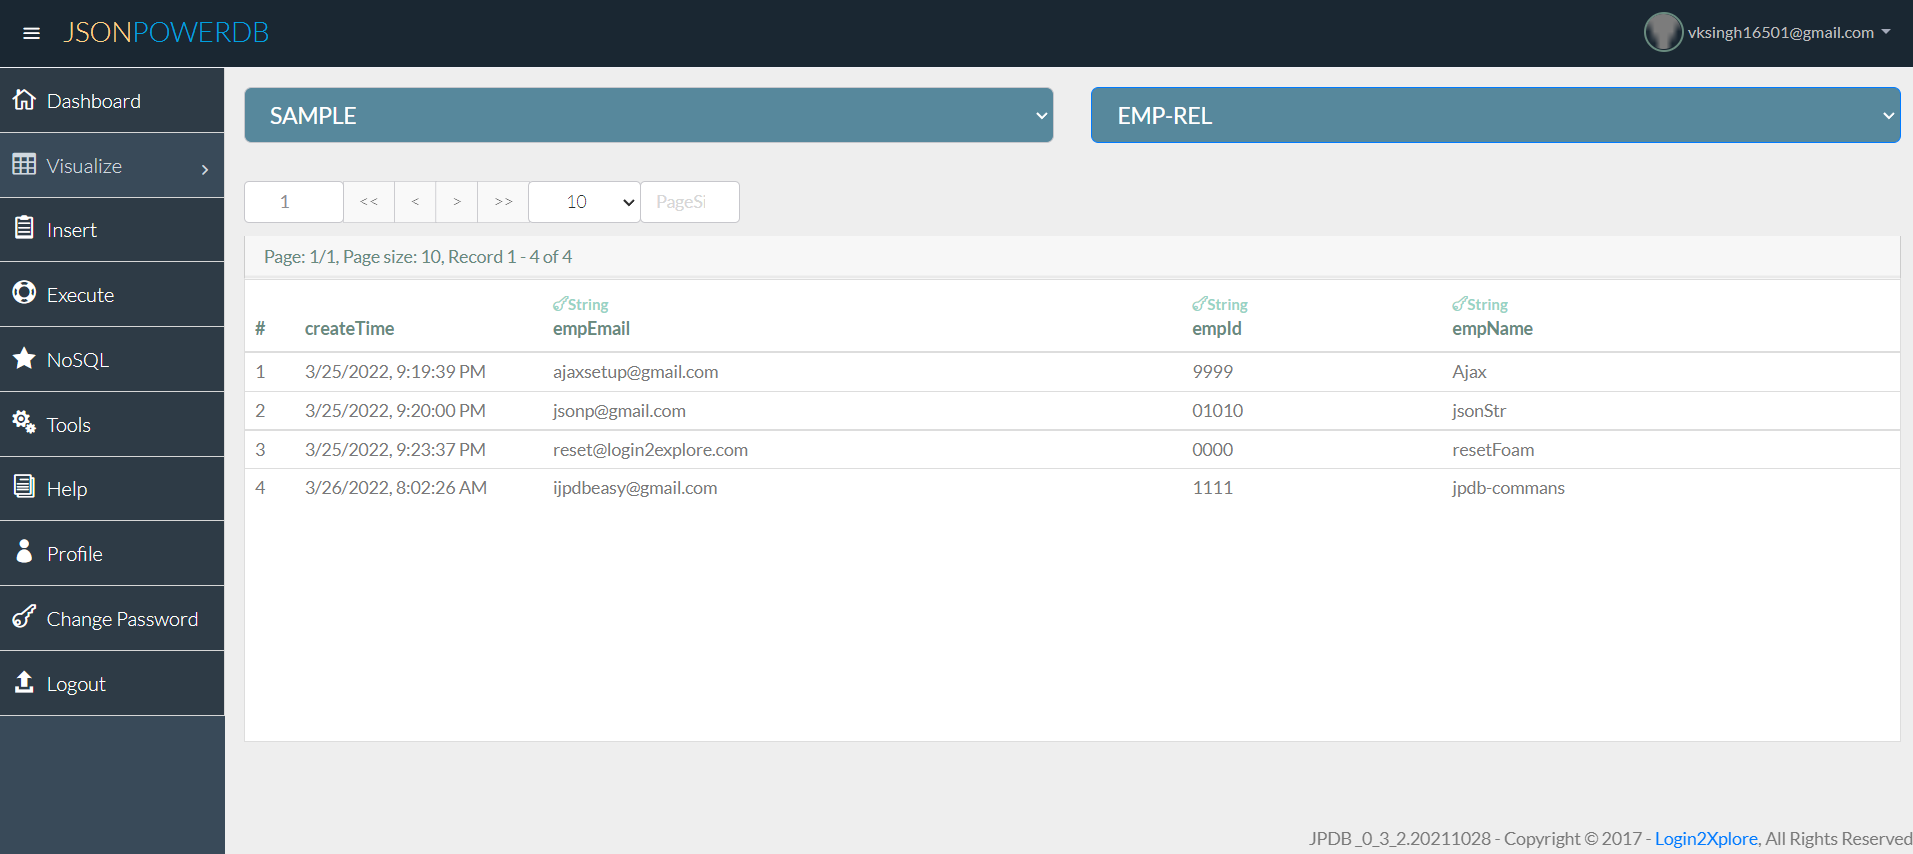 JSONPOWERDB
vksingh16501@gmail.com
Dashboard
Visualize
Insert
Execute
NoSQL
Tools
Help
Profile
Change Password
Logout
SAMPLE
EMP-REL
1 << < > >> 10 PageSi
Page: 1/1, Page size: 10, Record 1 - 4 of 4
String String String
# createTime empEmail empId empName
1 3/25/2022, 9:19:39 PM ajaxsetup@gmail.com 9999 Ajax
2 3/25/2022, 9:20:00 PM jsonp@gmail.com 01010 jsonStr
3 3/25/2022, 9:23:37 PM reset@login2explore.com 0000 resetFoam
4 3/26/2022, 8:02:26 AM ijpdbeasy@gmail.com 1111 jpdb-commans
JPDB_0_3_2.20211028 - Copyright © 2017 - Login2Xplore, All Rights Reserved